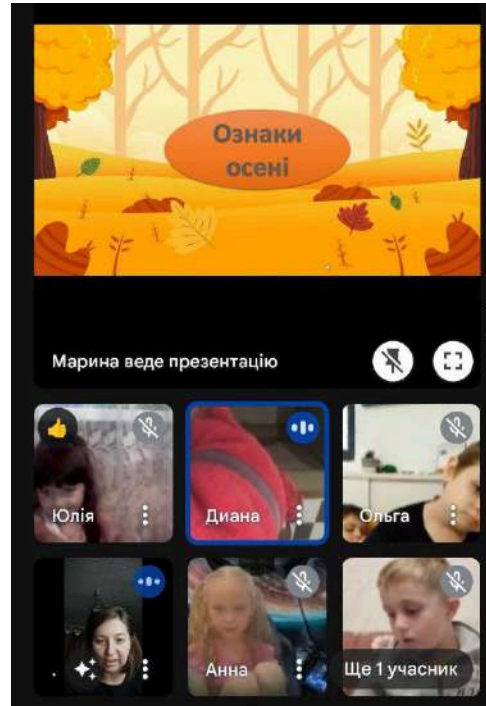 Ознаки
осені
Марина веде презентацію
Юлія
Диана
Ольга
Анна
Ще 1 учасник